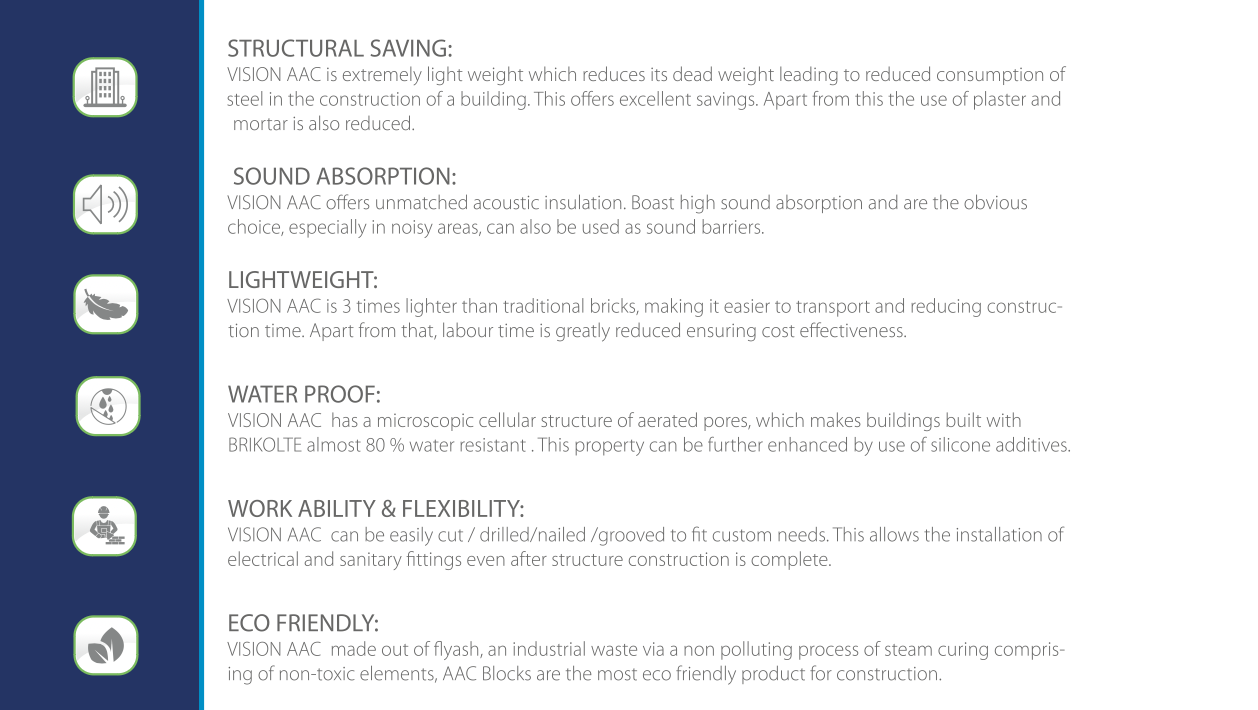 STRUCTURAL SAVING:
VISION AAC is extremely light weight which reduces its dead weight leading to reduced consumption of
steel in the construction of a building. This offers excellent savings. Apart from this the use of plaster and
mortar is also reduced.
SOUND ABSORPTION:
VISION AAC offers unmatched acoustic insulation. Boast high sound absorption and are the obvious
choice, especially in noisy areas, can also be used as sound barriers.
LIGHTWEIGHT:
VISION AAC is 3 times lighter than traditional bricks, making it easier to transport and reducing construc-
tion time. Apart from that, labour time is greatly reduced ensuring cost effectiveness.
WATER PROOF:
VISION AAC  has a microscopic cellular structure of aerated pores, which makes buildings built with
BRIKOLTE almost 80 % water resistant . This property can be further enhanced by use of silicone additives.
WORK ABILITY & FLEXIBILITY:
VISION AAC  can be easily cut / drilled/nailed /grooved to fit custom needs. This allows the installation of
electrical and sanitary fittings even after structure construction is complete.
ECO FRIENDLY:
VISION AAC  made out of flyash, an industrial waste via a non polluting process of steam curing compris-
ing of non-toxic elements, AAC Blocks are the most eco friendly product for construction.